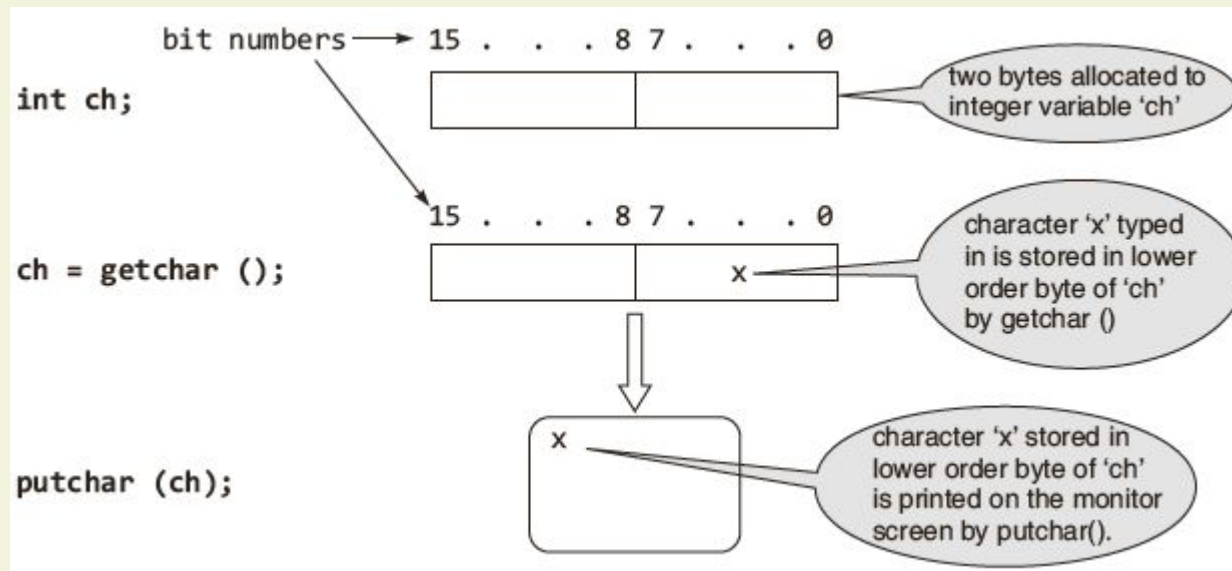 bit numbers 15 . . . 8 7 . . . 0
int ch;
two bytes allocated to
integer variable ‘ch’
15 . . . 8 7 . . . 0
ch = getchar ();
x
character ‘x’ typed
in is stored in lower
order byte of ‘ch’
by getchar ()
putchar (ch);
x
character ‘x’ stored in
lower order byte of ‘ch’
is printed on the monitor
screen by putchar().